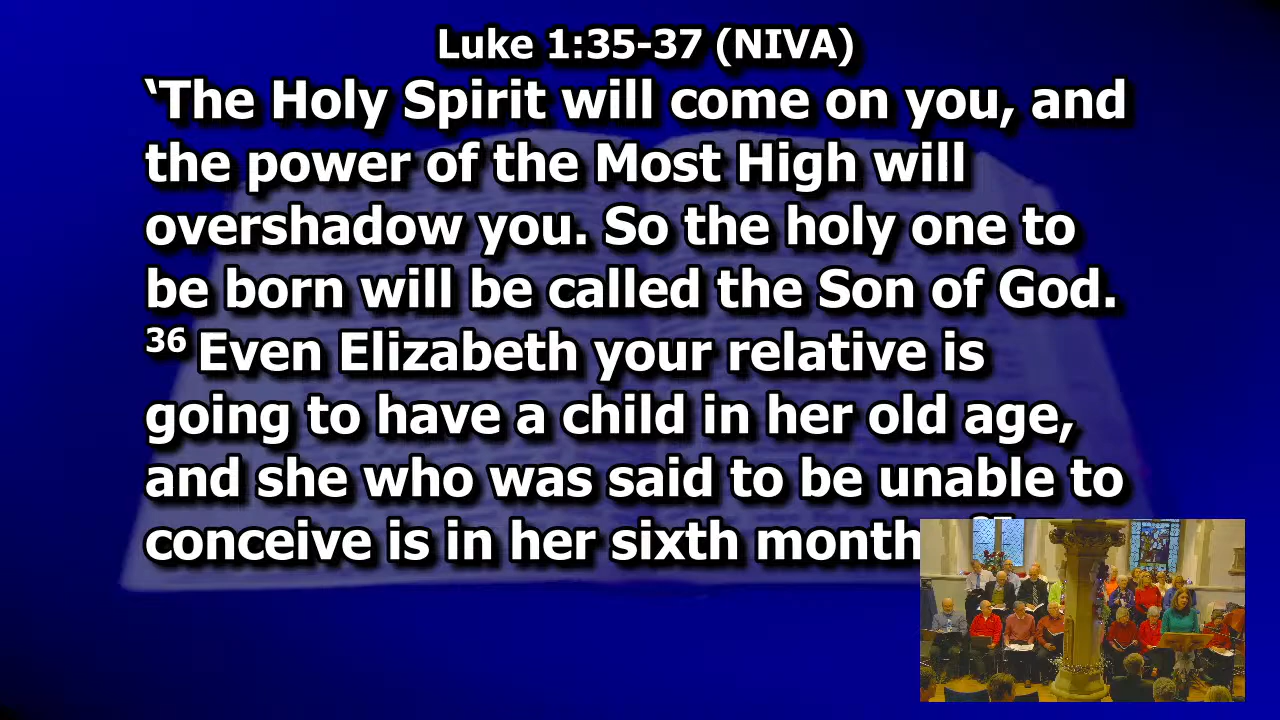 Luke 1:35-37 (NIVA)
‘The Holy Spirit will come on you, and
the power of the Most High will
overshadow you. So the holy one to
be born will be called the Son of God.
36 Even Elizabeth your relative is
going to have a child in her old age,
and she who was said to be unable to
conceive is in her sixth month